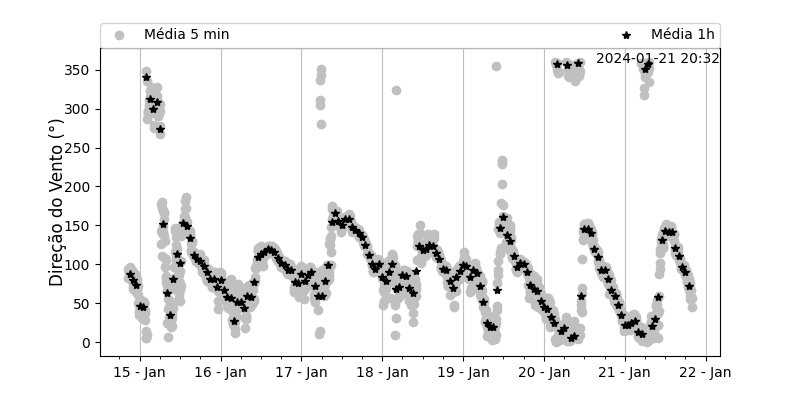 Média 5 min
Média 1h
2024-01-21 20:32
Direção do Vento (°)
350
300
250
200
150
100
50
0
15 - Jan
16 - Jan
17 - Jan
18 - Jan
19 - Jan
20 - Jan
21 - Jan
22 - Jan